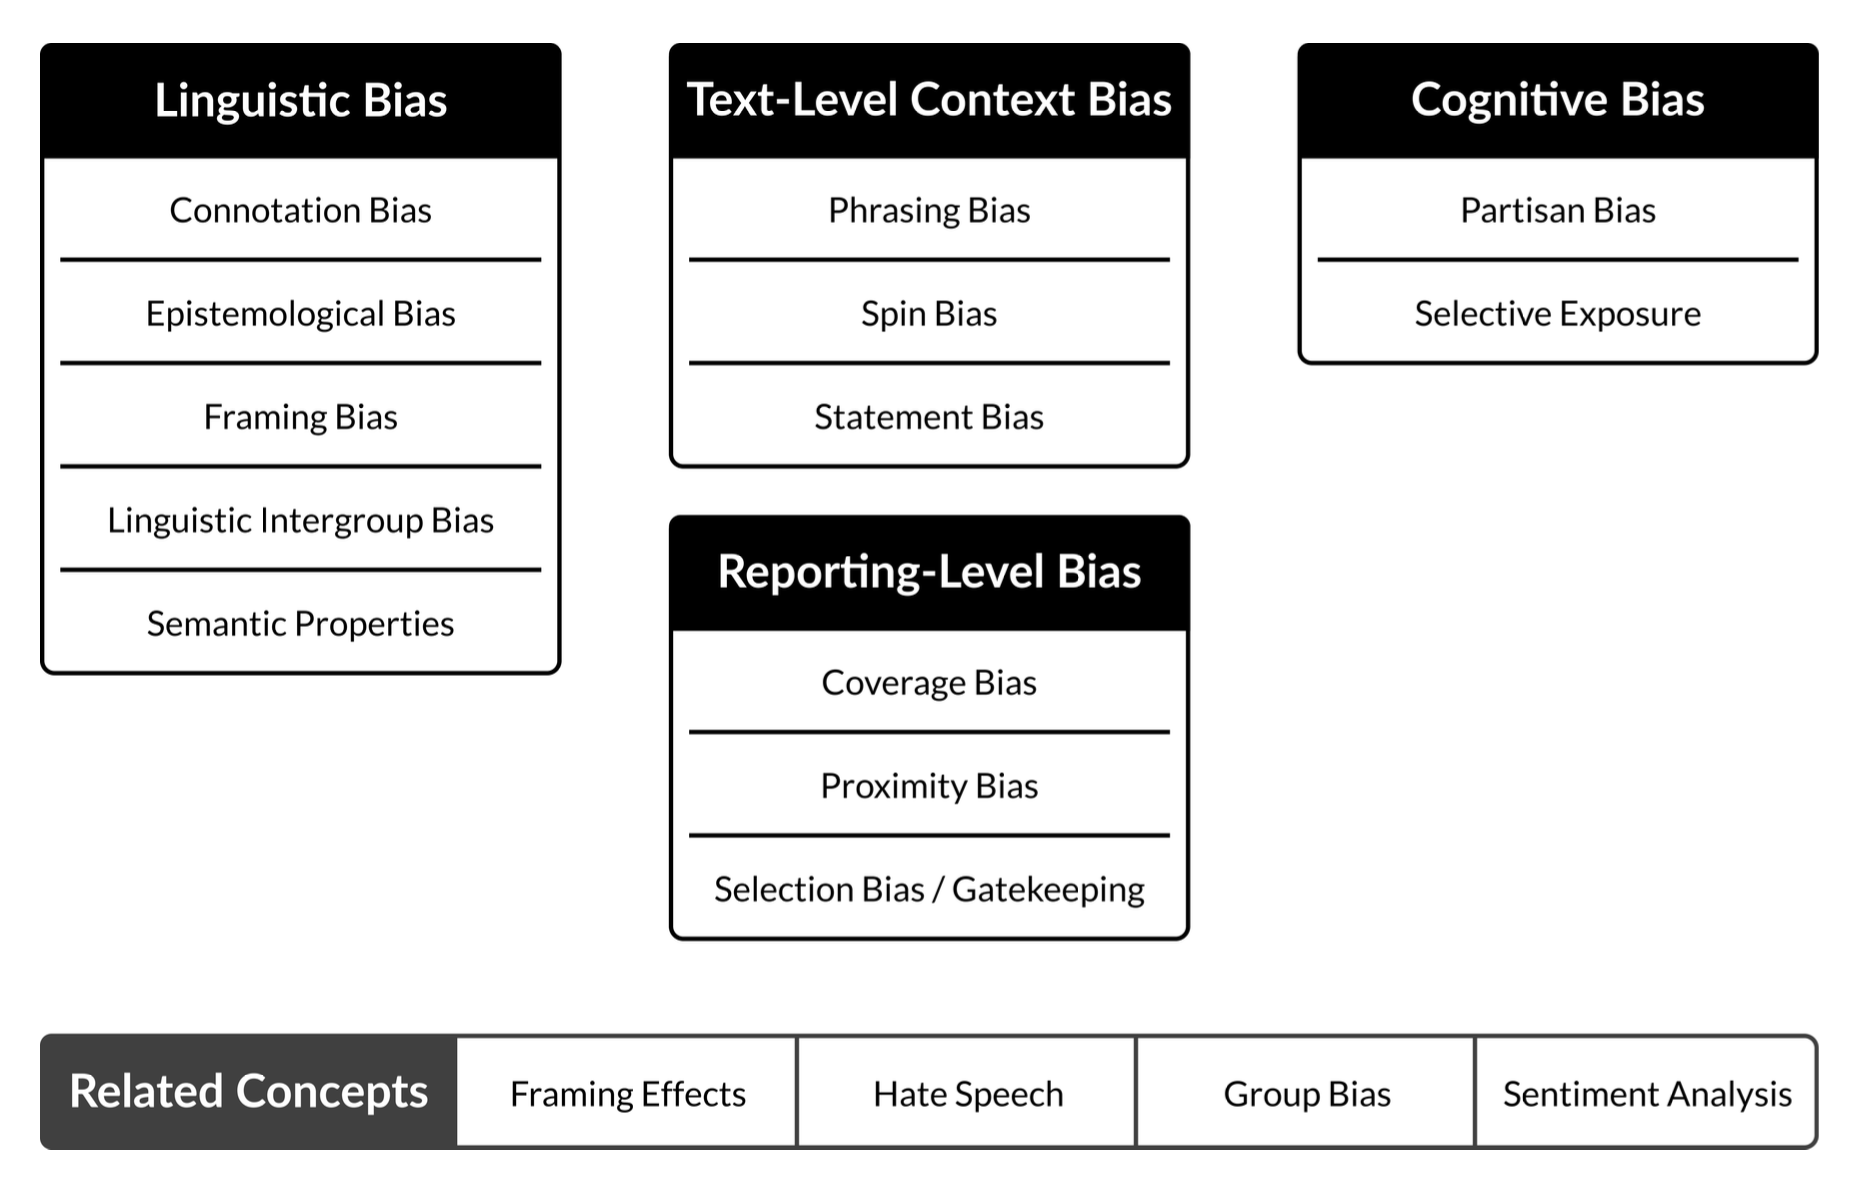 Linguistic Bias
Connotation Bias
Epistemological Bias
Framing Bias
Linguistic Intergroup Bias
Semantic Properties
Text-Level Context Bias
Phrasing Bias
Spin Bias
Statement Bias
Reporting-Level Bias
Coverage Bias
Proximity Bias
Selection Bias / Gatekeeping
Cognitive Bias
Partisan Bias
Selective Exposure
Related Concepts
Framing Effects
Hate Speech
Group Bias
Sentiment Analysis